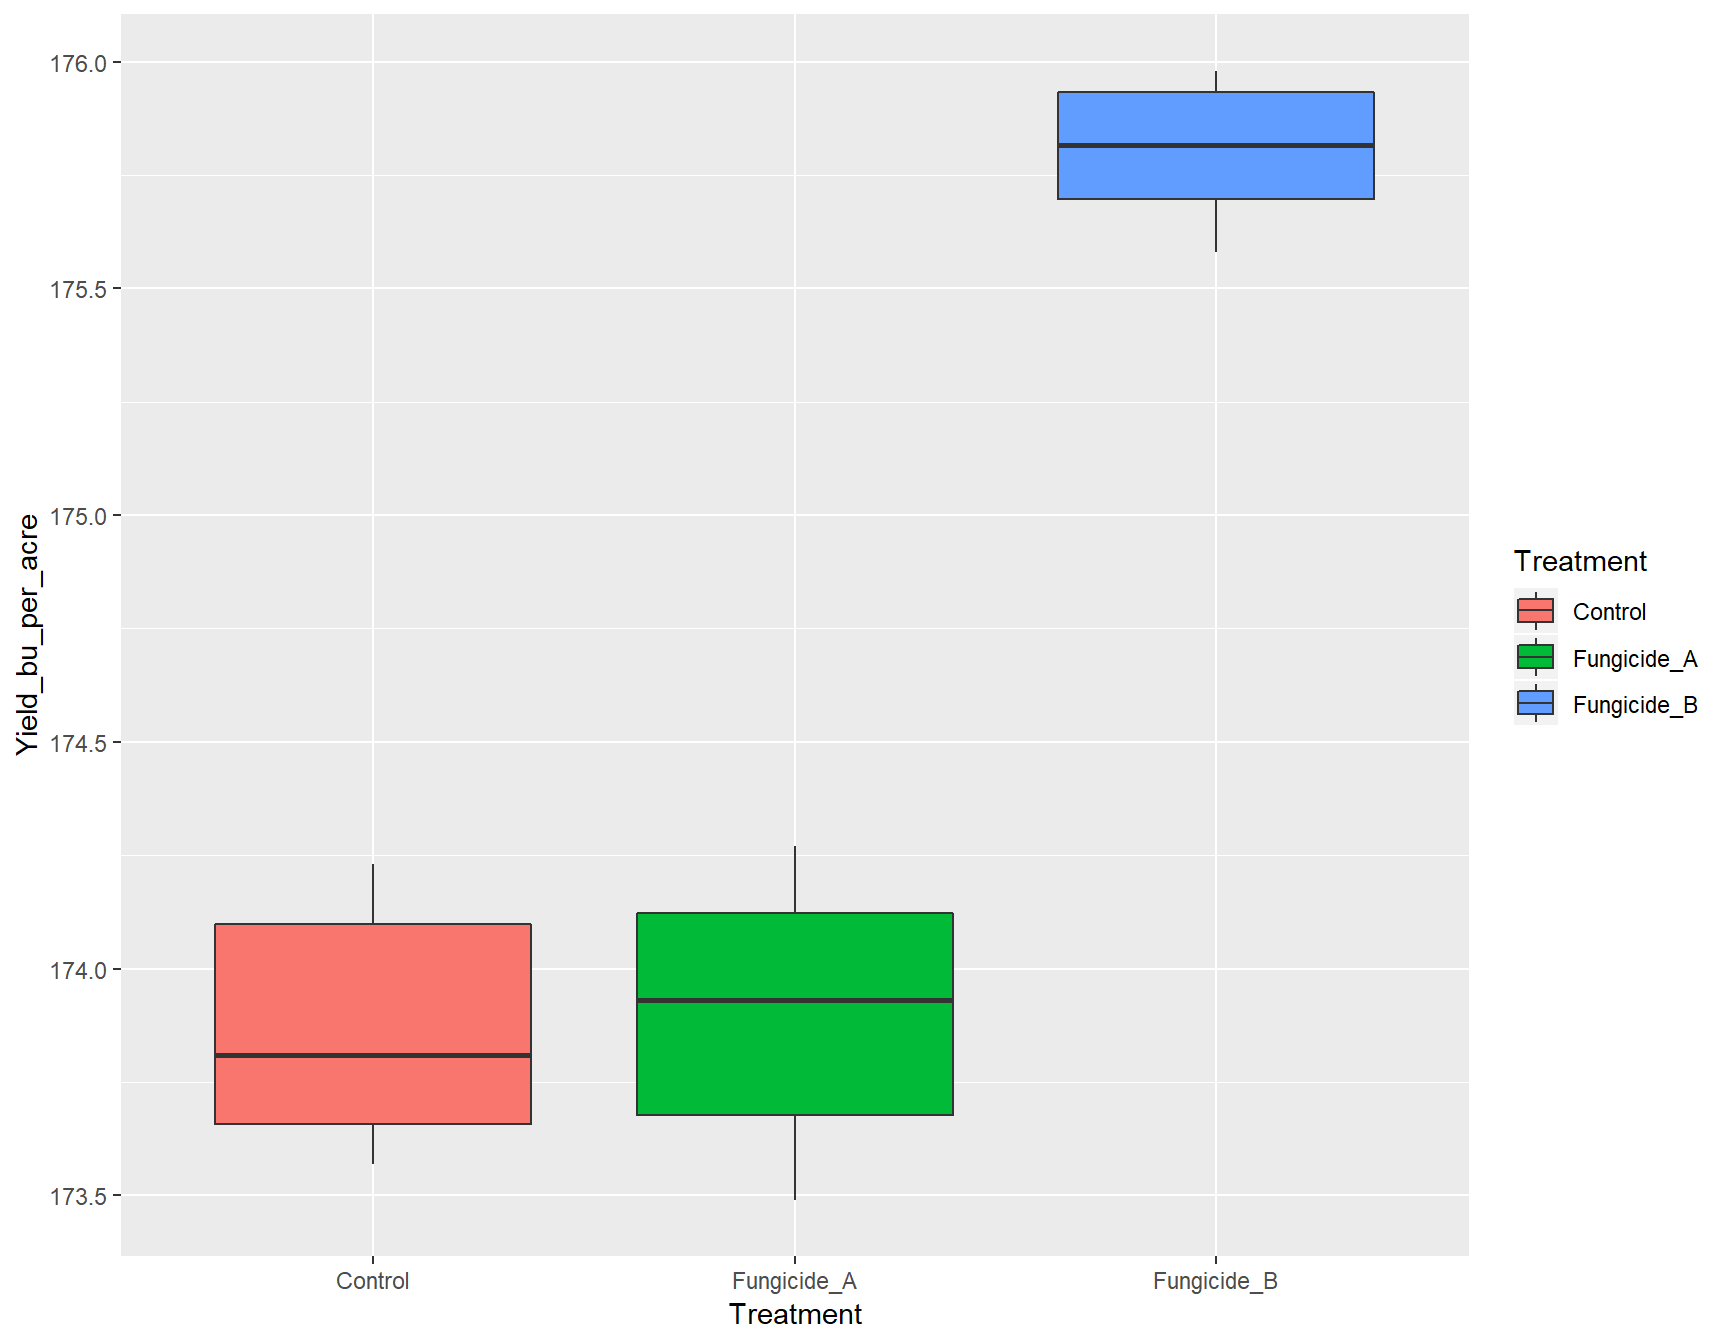 176.0
175.5
175.0
174.5
174.0
173.5
Yield_bu_per_acre
Control
Fungicide_A
Fungicide_B
Treatment
Treatment
Control
Fungicide_A
Fungicide_B